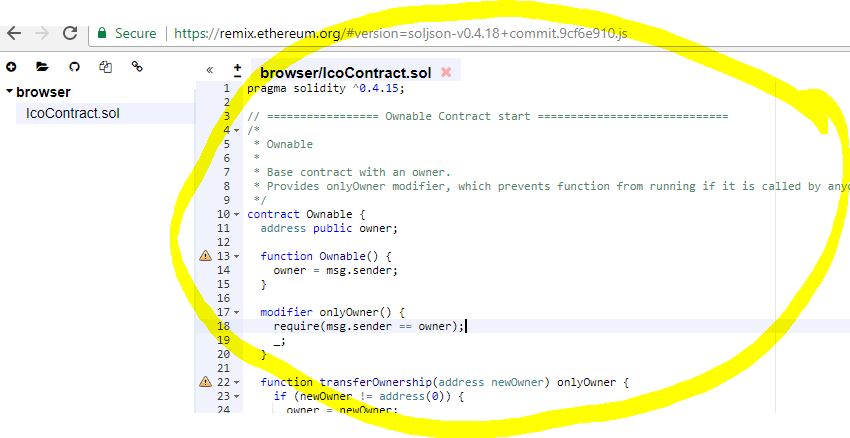 Secure | https://remix.ethereum.org/#version=soljson-v0.4.18+commit.9cf6e910.js
browser
IcoContract.sol
« ± browser/IcoContract.sol ✖
1 pragma solidity ^0.4.15;
2
3 // ================= Ownable Contract start =============================
4 /*
5 * Ownable
6 *
7 * Base contract with an owner.
8 * Provides onlyOwner modifier, which prevents function from running if it is called by anyo
9 */
10 contract Ownable {
11 address public owner;
12
13 function Ownable() {
14 owner = msg.sender;
15 }
16
17 modifier onlyOwner() {
18 require(msg.sender == owner);
19 _;
20 }
21
22 function transferOwnership(address newOwner) onlyOwner {
23 if (newOwner != address(0)) {
24 owner = newOwner;